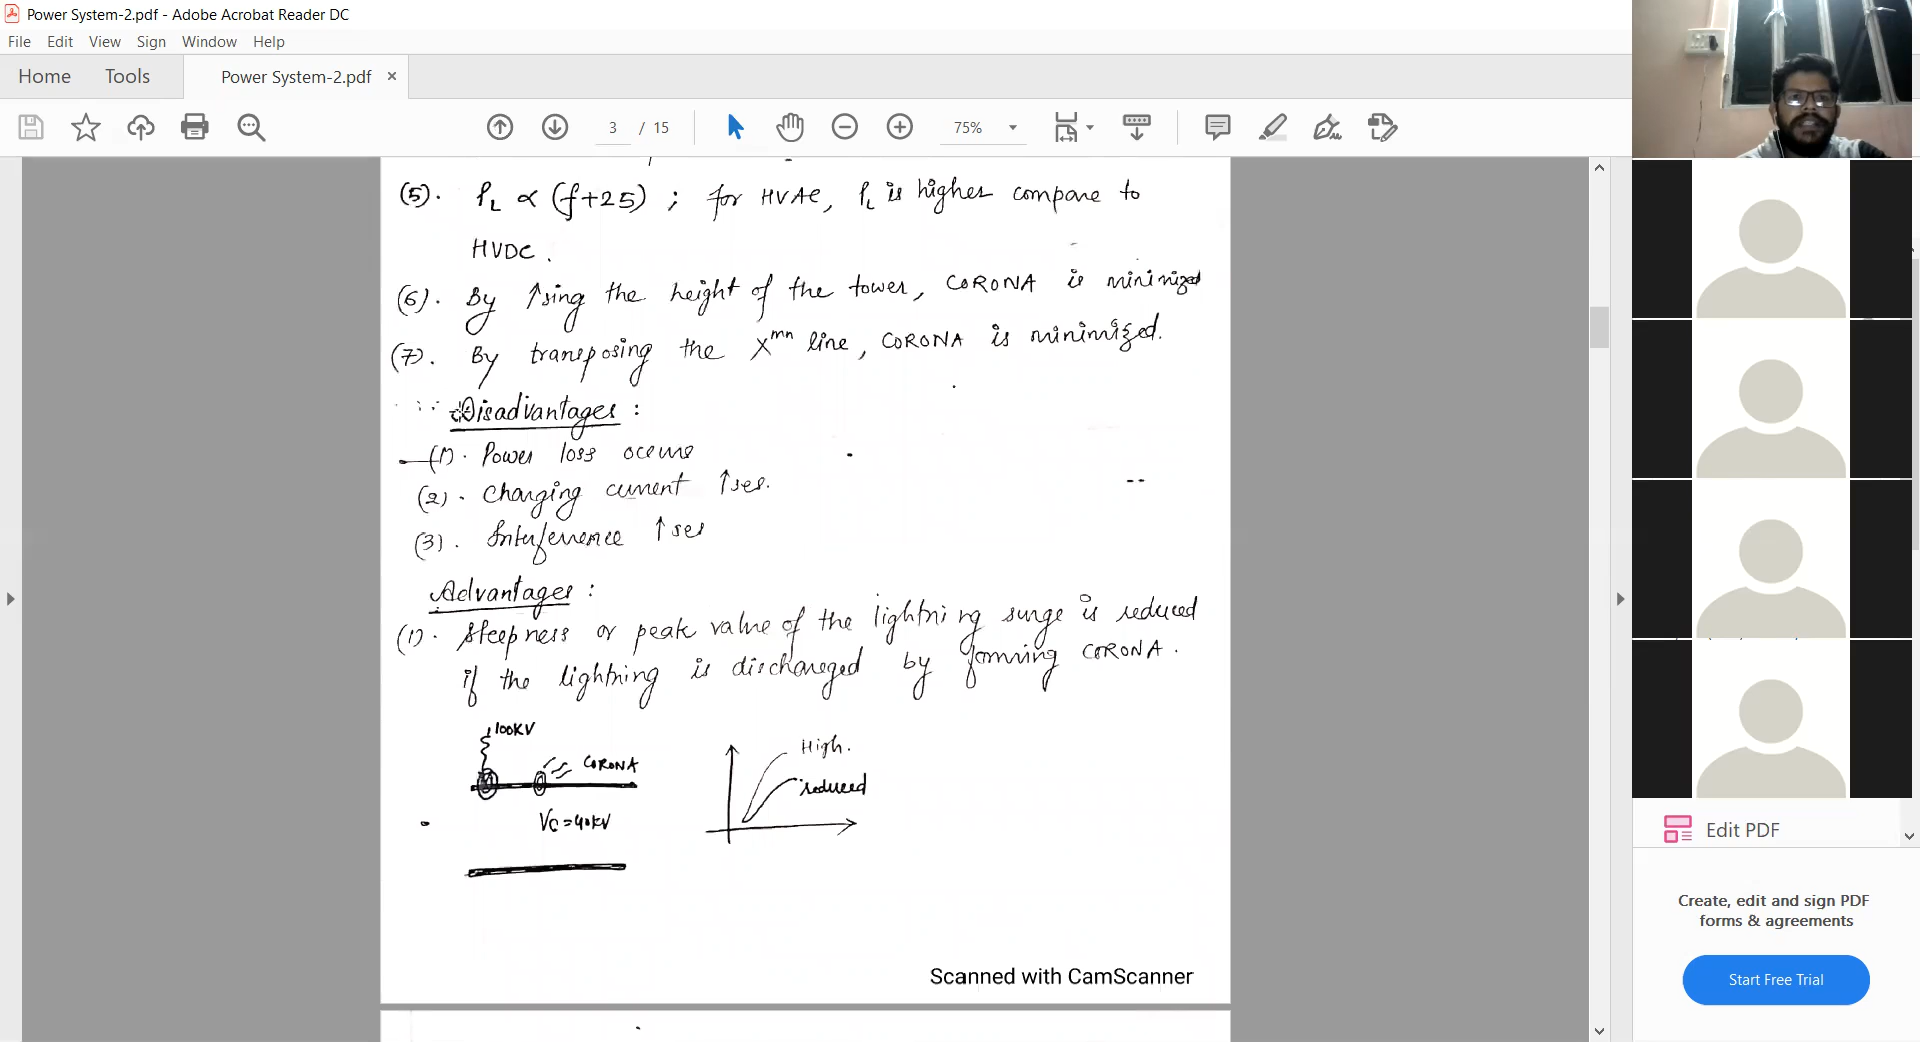 Power System-2.pdf - Adobe Acrobat Reader DC
File Edit View Sign Window Help
Home Tools Power System-2.pdf ×
3 / 15 75%
(5). PL ∝ (f+25) ; for HVAC, PL is higher compare to
HVDC.
(6). By ↑sing the height of the tower, CORONA is minimized
(7). By transposing the Xmn line, CORONA is minimized.
Disadvantages :
(1). Power loss occurs
(2). Charging current ↑ses.
(3). Interference ↑ses
Advantages :
(1). Steepness or peak value of the lightning surge is reduced
if the lightning is discharged by forming CORONA.
100KV
CORONA
VC = 40KV
High.
reduced
Scanned with CamScanner
Edit PDF
Create, edit and sign PDF
forms & agreements
Start Free Trial